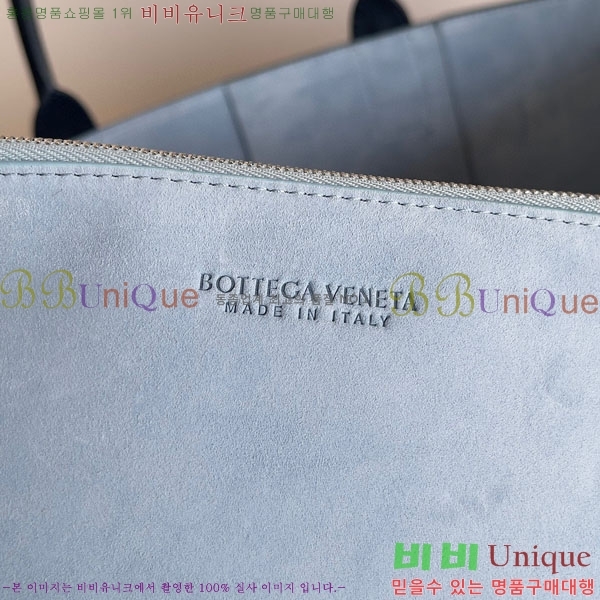 홍콩명품쇼핑몰 1위 비비유니크 명품구매대행
BOTTEGA VENETA
MADE IN ITALY
BBUniQue
BBUniQue
비비 Unique
믿을수 있는 명품구매대행
-본 이미지는 비비유니크에서 촬영한 100% 실사 이미지 입니다.-